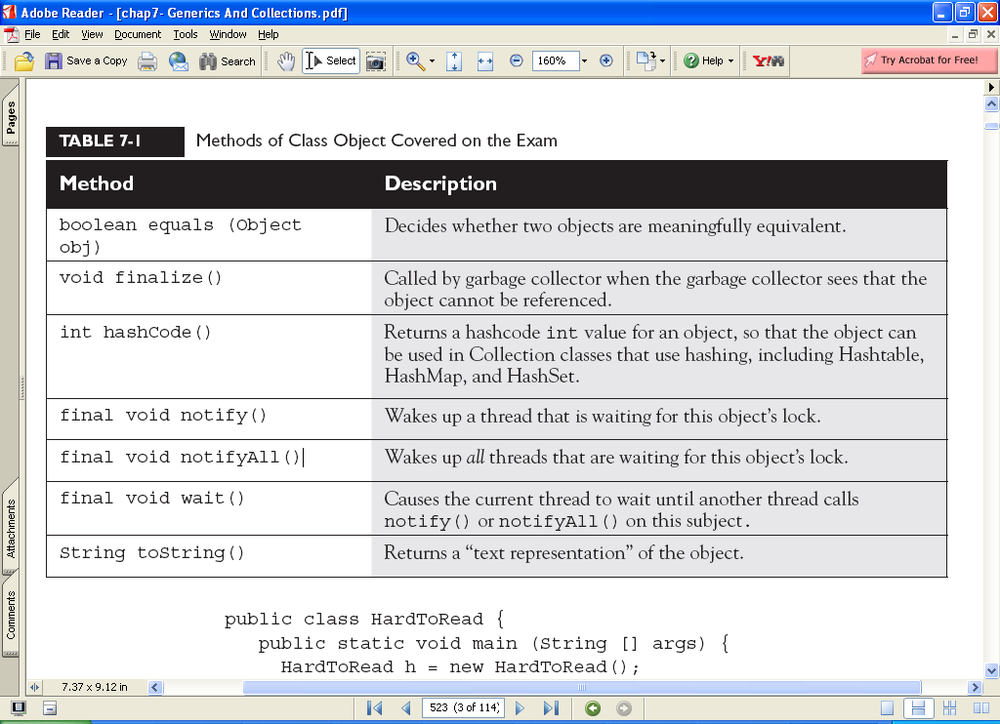 Adobe Reader - [chap7- Generics And Collections.pdf]
File Edit View Document Tools Window Help
Save a Copy Search Select 160% Help Y! Try Acrobat for Free!
Pages
TABLE 7-1 Methods of Class Object Covered on the Exam
Method Description
boolean equals (Object Decides whether two objects are meaningfully equivalent.
obj)
void finalize() Called by garbage collector when the garbage collector sees that the
object cannot be referenced.
int hashCode() Returns a hashcode int value for an object, so that the object can
be used in Collection classes that use hashing, including Hashtable,
HashMap, and HashSet.
final void notify() Wakes up a thread that is waiting for this object's lock.
final void notifyAll() Wakes up all threads that are waiting for this object's lock.
final void wait() Causes the current thread to wait until another thread calls
notify() or notifyAll() on this subject.
String toString() Returns a “text representation” of the object.
Attachments
Comments
public class HardToRead {
public static void main (String [] args) {
HardToRead h = new HardToRead();
7.37 x 9.12 in
523 (3 of 114)